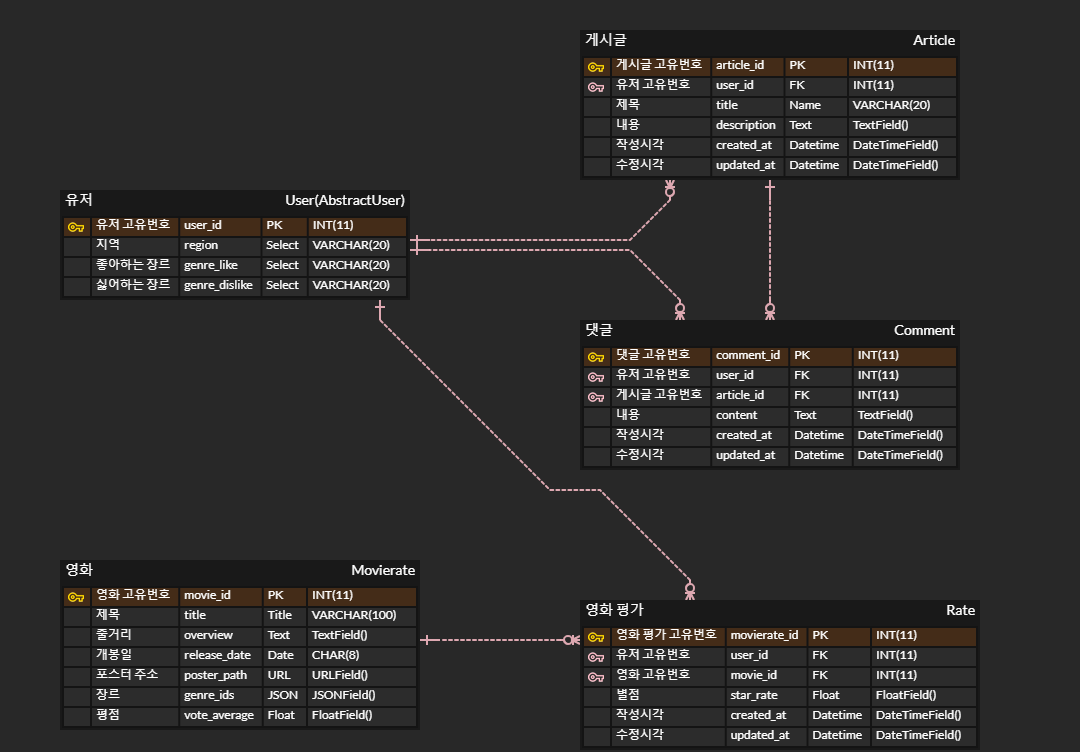 게시글 Article
게시글 고유번호 article_id PK INT(11)
유저 고유번호 user_id FK INT(11)
제목 title Name VARCHAR(20)
내용 description Text TextField()
작성시각 created_at Datetime DateTimeField()
수정시각 updated_at Datetime DateTimeField()
유저 User(AbstractUser)
유저 고유번호 user_id PK INT(11)
지역 region Select VARCHAR(20)
좋아하는 장르 genre_like Select VARCHAR(20)
싫어하는 장르 genre_dislike Select VARCHAR(20)
댓글 Comment
댓글 고유번호 comment_id PK INT(11)
유저 고유번호 user_id FK INT(11)
게시글 고유번호 article_id FK INT(11)
내용 content Text TextField()
작성시각 created_at Datetime DateTimeField()
수정시각 updated_at Datetime DateTimeField()
영화 Movierate
영화 고유번호 movie_id PK INT(11)
제목 title Title VARCHAR(100)
줄거리 overview Text TextField()
개봉일 release_date Date CHAR(8)
포스터 주소 poster_path URL URLField()
장르 genre_ids JSON JSONField()
평점 vote_average Float FloatField()
영화 평가 Rate
영화 평가 고유번호 movierate_id PK INT(11)
유저 고유번호 user_id FK INT(11)
영화 고유번호 movie_id FK INT(11)
별점 star_rate Float FloatField()
작성시각 created_at Datetime DateTimeField()
수정시각 updated_at Datetime DateTimeField()